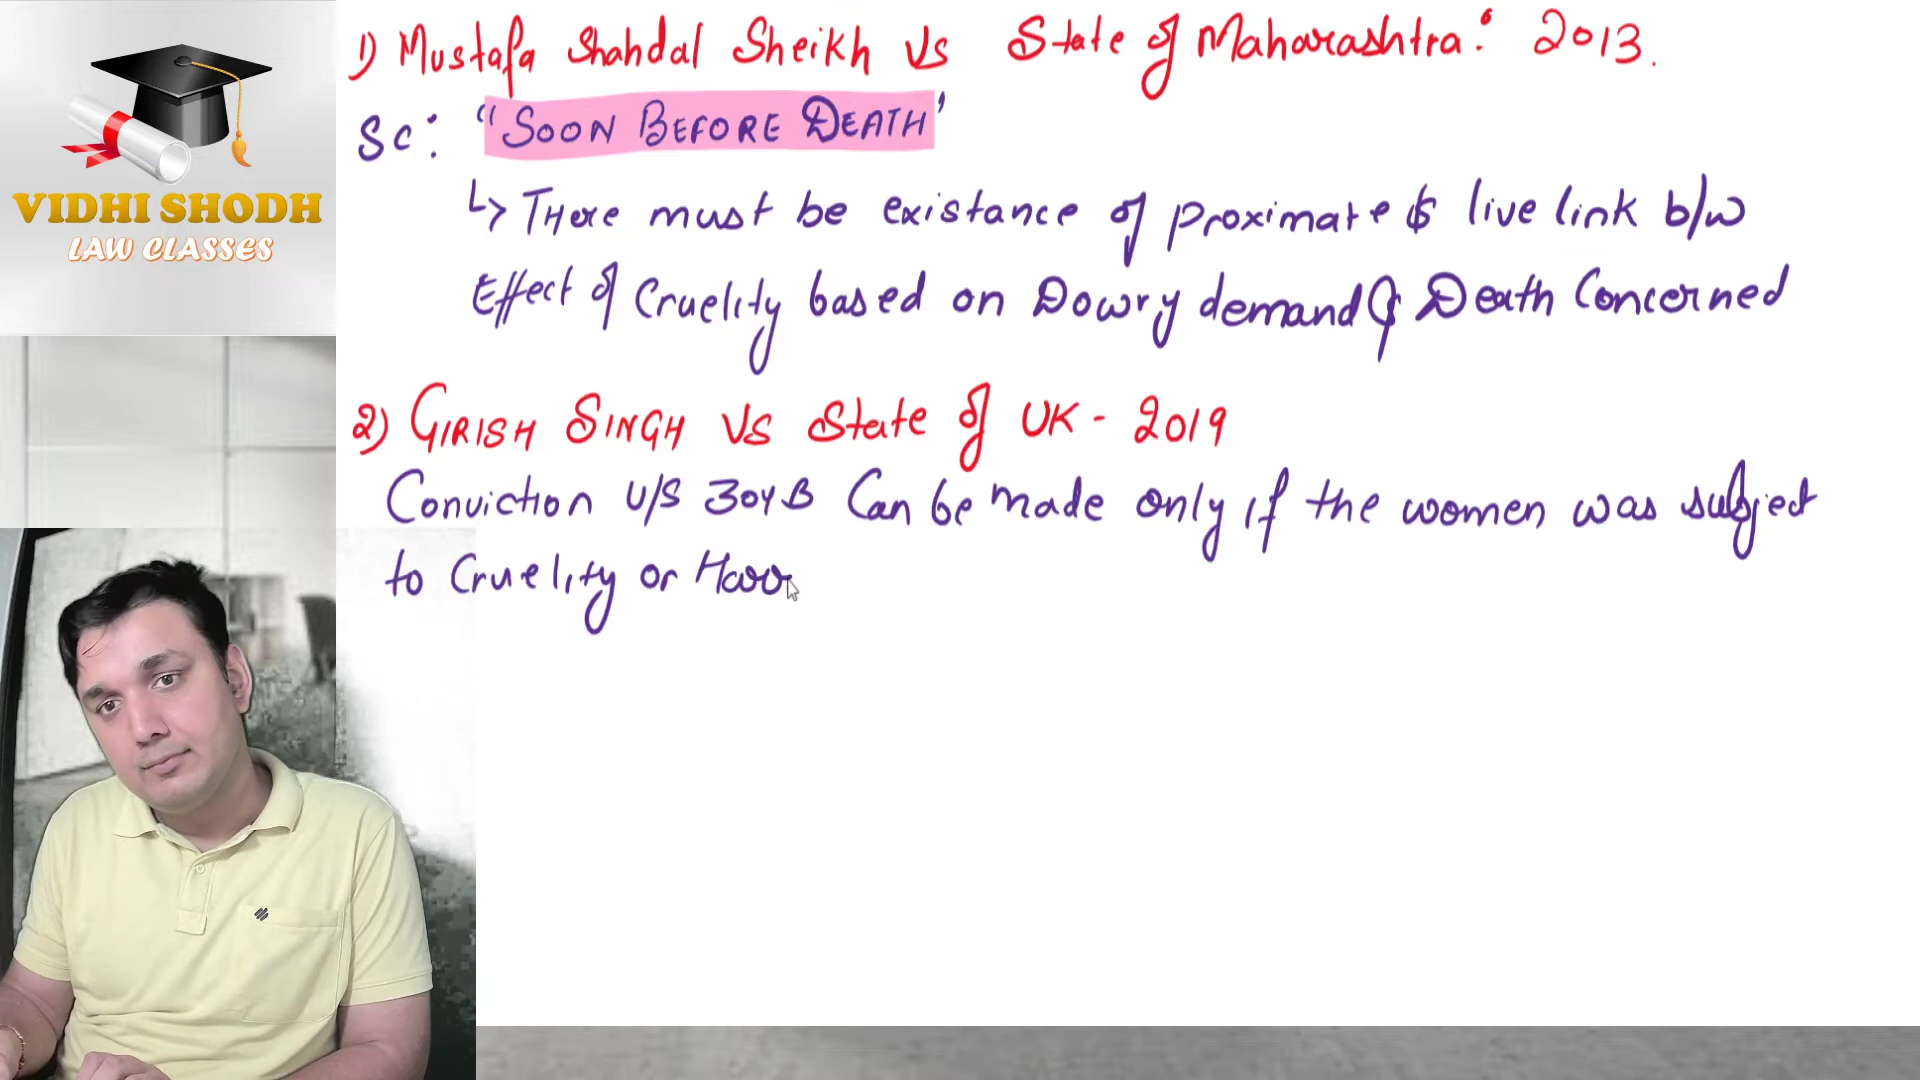 VIDHI SHODH
LAW CLASSES
1) Mustafa Shahdal Sheikh Vs State of Maharashtra: 2013.
SC: "SOON BEFORE DEATH"
↳ There must be existance of proximate & live link b/w
Effect of Cruelity based on Dowry demand & Death Concerned
2) GIRISH SINGH VS State of UK - 2019
Conviction U/S 304B Can be made only if the women was subject
to Cruelity or Harr